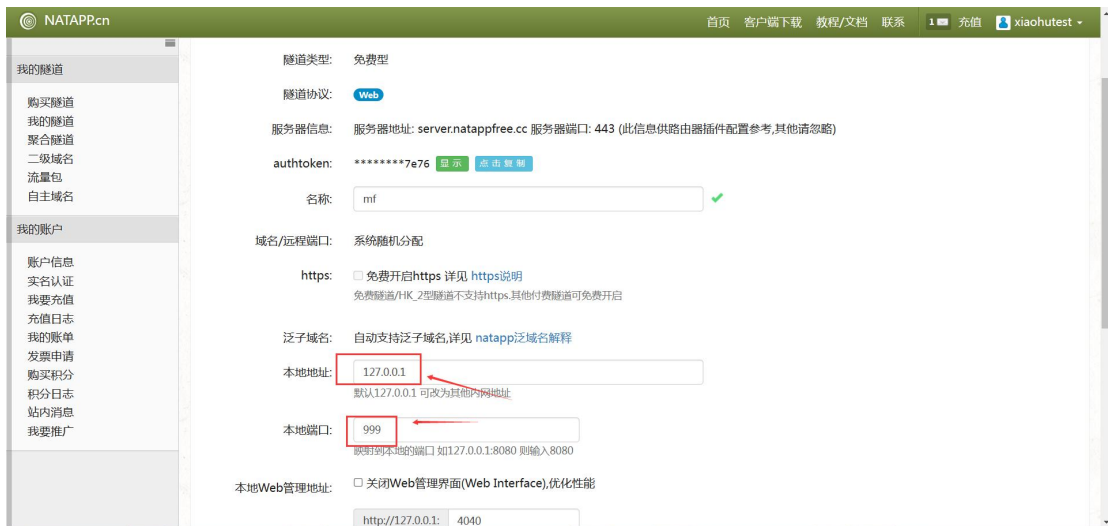 NATAPP.cn
首页 客户端下载 教程/文档 联系 1 充值 xiaohutest
我的隧道
购买隧道
我的隧道
聚合隧道
二级域名
流量包
自主域名
我的账户
账户信息
实名认证
我要充值
充值日志
我的账单
发票申请
购买积分
积分日志
站内消息
我要推广
隧道类型: 免费型
隧道协议: Web
服务器信息: 服务器地址: server.natappfree.cc 服务器端口: 443 (此信息供路由器插件配置参考,其他请忽略)
authtoken: ********7e76 显示 点击复制
名称: mf
域名/远程端口: 系统随机分配
https: 免费开启https 详见 https说明
免费隧道/HK_2型隧道不支持https.其他付费隧道可免费开启
泛子域名: 自动支持泛子域名,详见 natapp泛域名解释
本地地址: 127.0.0.1
默认127.0.0.1 可改为其他内网地址
本地端口: 999
映射到本地的端口 如127.0.0.1:8080 则输入8080
本地Web管理地址: 关闭Web管理界面(Web Interface),优化性能
http://127.0.0.1: 4040